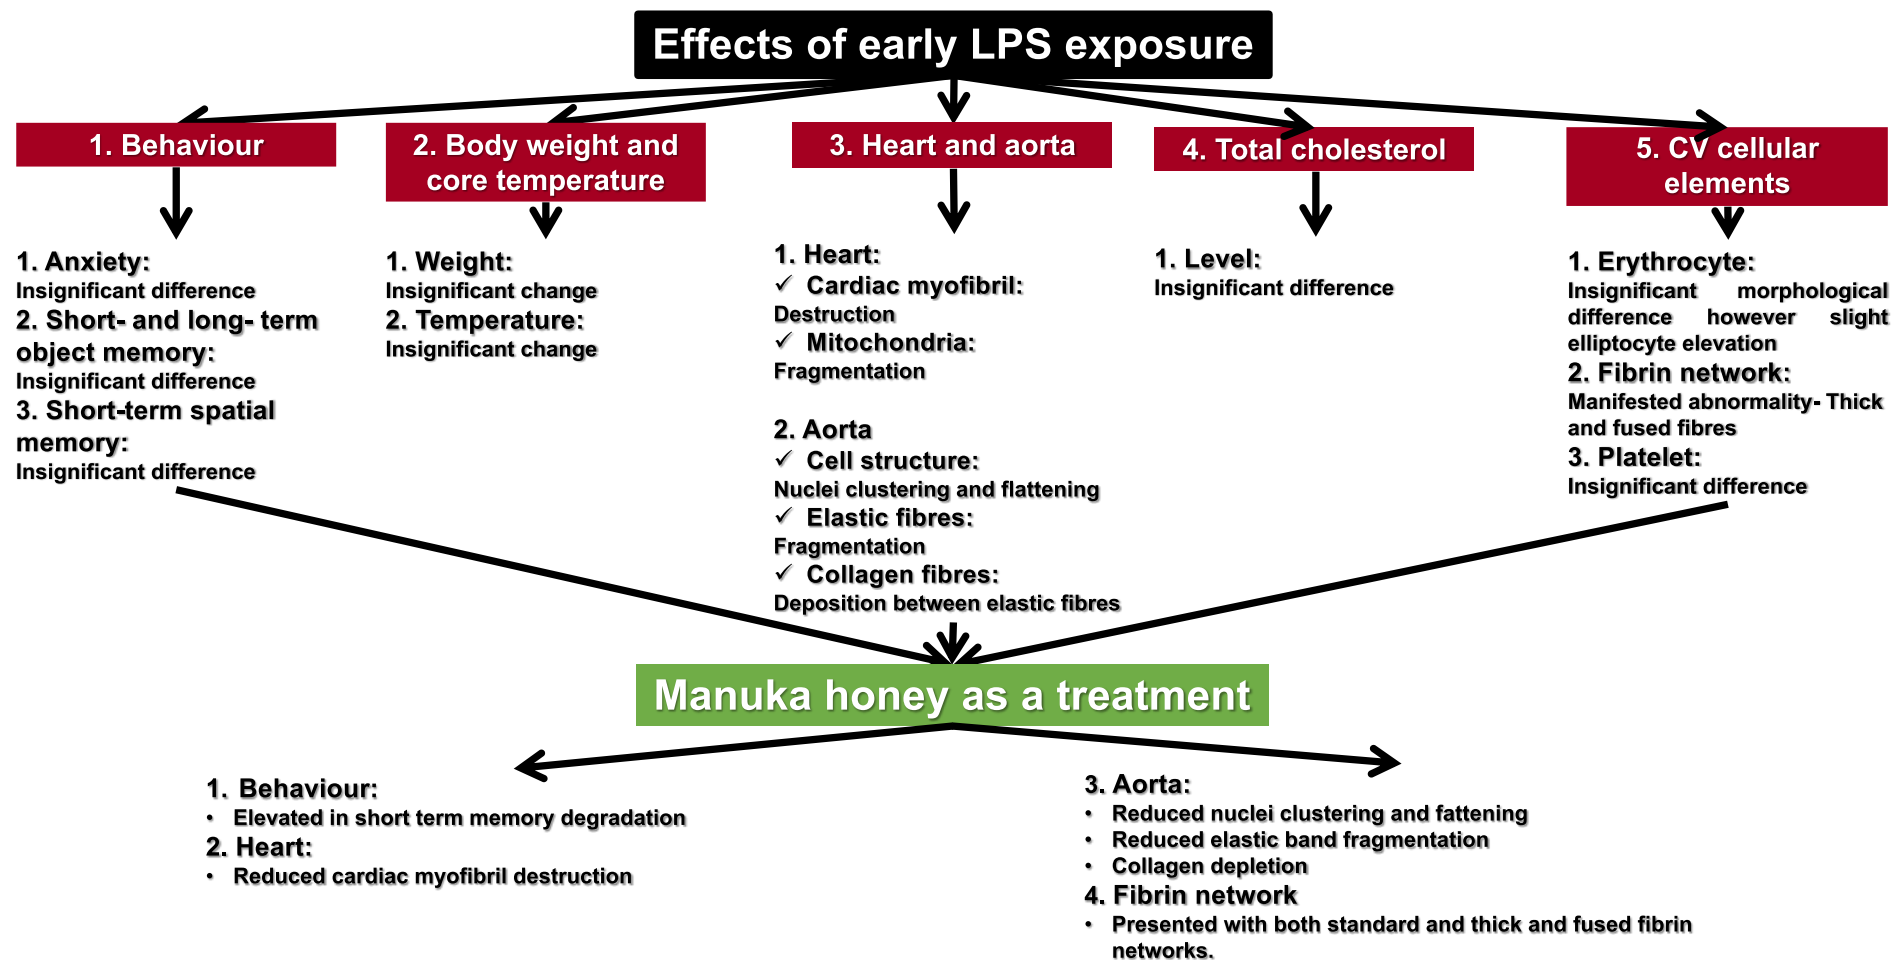 Effects of early LPS exposure
1. Behaviour
1. Anxiety:
Insignificant difference
2. Short- and long- term
object memory:
Insignificant difference
3. Short-term spatial
memory:
Insignificant difference
2. Body weight and
core temperature
1. Weight:
Insignificant change
2. Temperature:
Insignificant change
3. Heart and aorta
1. Heart:
✓ Cardiac myofibril:
Destruction
✓ Mitochondria:
Fragmentation
2. Aorta
✓ Cell structure:
Nuclei clustering and flattening
✓ Elastic fibres:
Fragmentation
✓ Collagen fibres:
Deposition between elastic fibres
4. Total cholesterol
1. Level:
Insignificant difference
5. CV cellular
elements
1. Erythrocyte:
Insignificant morphological
difference however slight
elliptocyte elevation
2. Fibrin network:
Manifested abnormality- Thick
and fused fibres
3. Platelet:
Insignificant difference
Manuka honey as a treatment
1. Behaviour:
• Elevated in short term memory degradation
2. Heart:
• Reduced cardiac myofibril destruction
3. Aorta:
• Reduced nuclei clustering and fattening
• Reduced elastic band fragmentation
• Collagen depletion
4. Fibrin network
• Presented with both standard and thick and fused fibrin
networks.